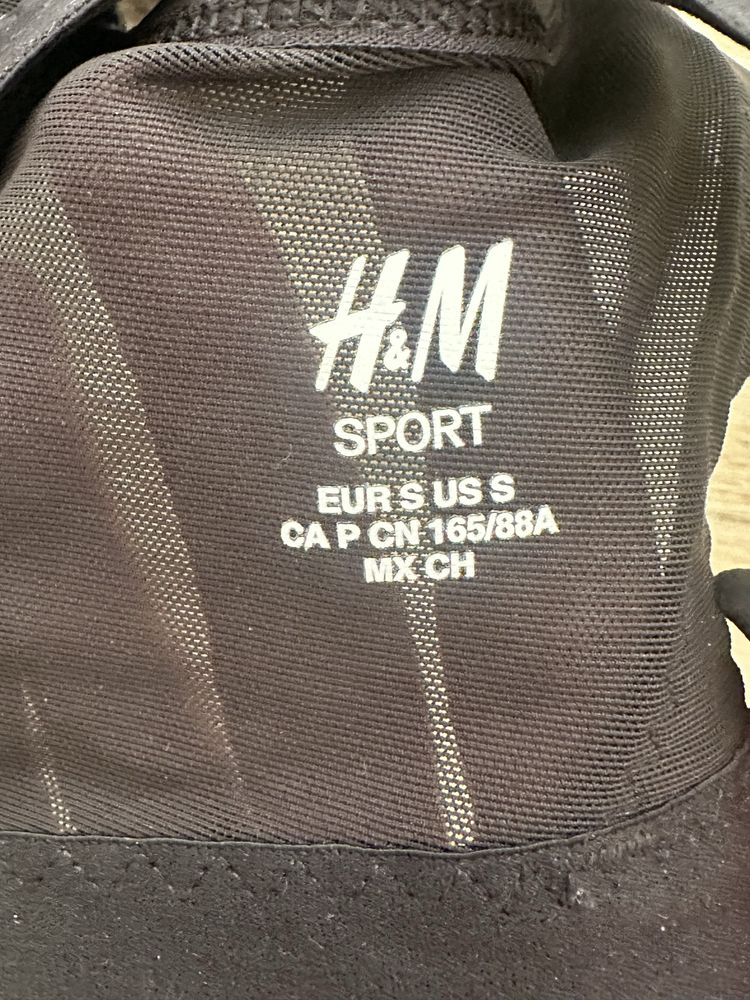 H&M
SPORT
EUR S US S
CA P CN 165/88A
MX CH